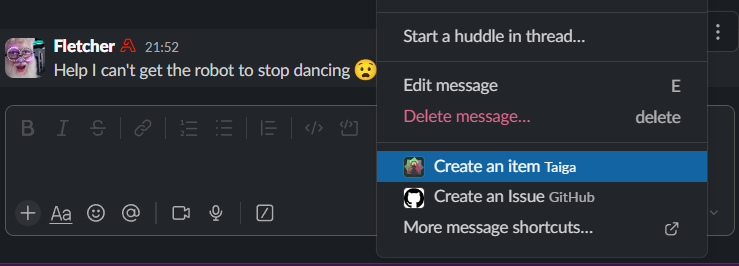 Fletcher 21:52
Help I can't get the robot to stop dancing 😧
B I S
Aa
Start a huddle in thread...
Edit message E
Delete message... delete
Create an item Taiga
Create an Issue GitHub
More message shortcuts...